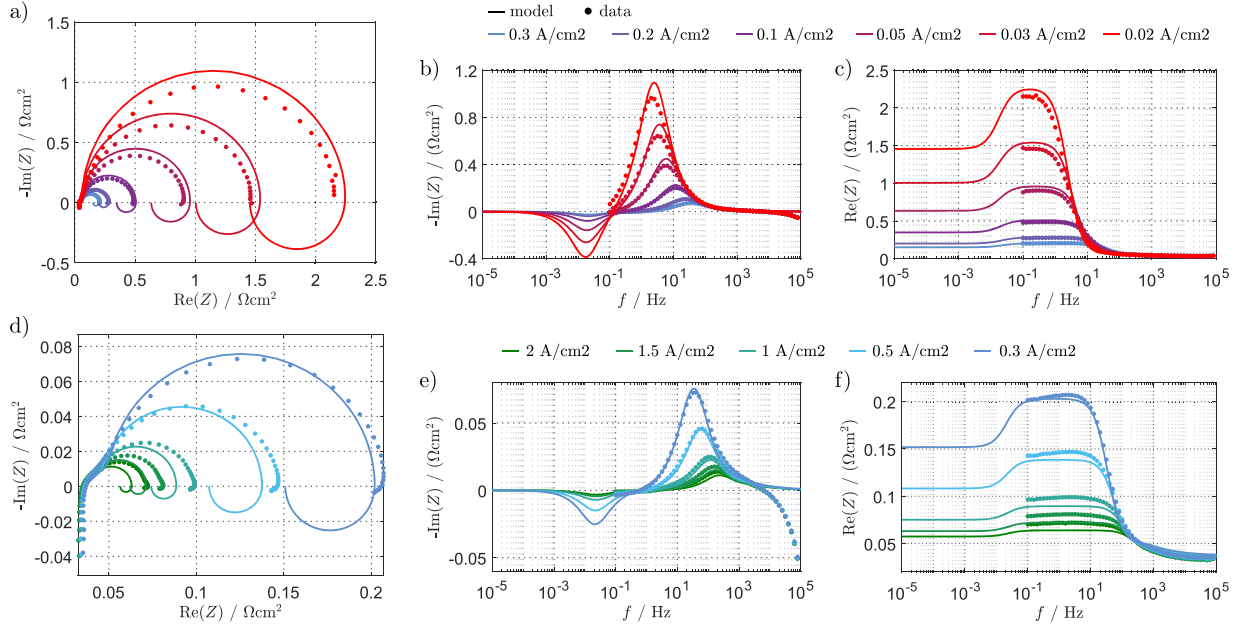 a)
1.5
1
0.5
0
-0.5
0 0.5 1 1.5 2 2.5
-Im(Z) / Ωcm²
Re(Z) / Ωcm²
model data
0.3 A/cm2 0.2 A/cm2 0.1 A/cm2 0.05 A/cm2 0.03 A/cm2 0.02 A/cm2
b)
1.2
0.8
0.4
0
-0.4
10⁻⁵ 10⁻³ 10⁻¹ 10¹ 10³ 10⁵
-Im(Z) / (Ωcm²)
f / Hz
c)
2.5
2
1.5
1
0.5
0
10⁻⁵ 10⁻³ 10⁻¹ 10¹ 10³ 10⁵
Re(Z) / (Ωcm²)
f / Hz
d)
0.08
0.06
0.04
0.02
0
-0.02
-0.04
0.05 0.1 0.15 0.2
-Im(Z) / Ωcm²
Re(Z) / Ωcm²
2 A/cm2 1.5 A/cm2 1 A/cm2 0.5 A/cm2 0.3 A/cm2
e)
0.05
0
-0.05
10⁻⁵ 10⁻³ 10⁻¹ 10¹ 10³ 10⁵
-Im(Z) / (Ωcm²)
f / Hz
f)
0.2
0.15
0.1
0.05
10⁻⁵ 10⁻³ 10⁻¹ 10¹ 10³ 10⁵
Re(Z) / (Ωcm²)
f / Hz